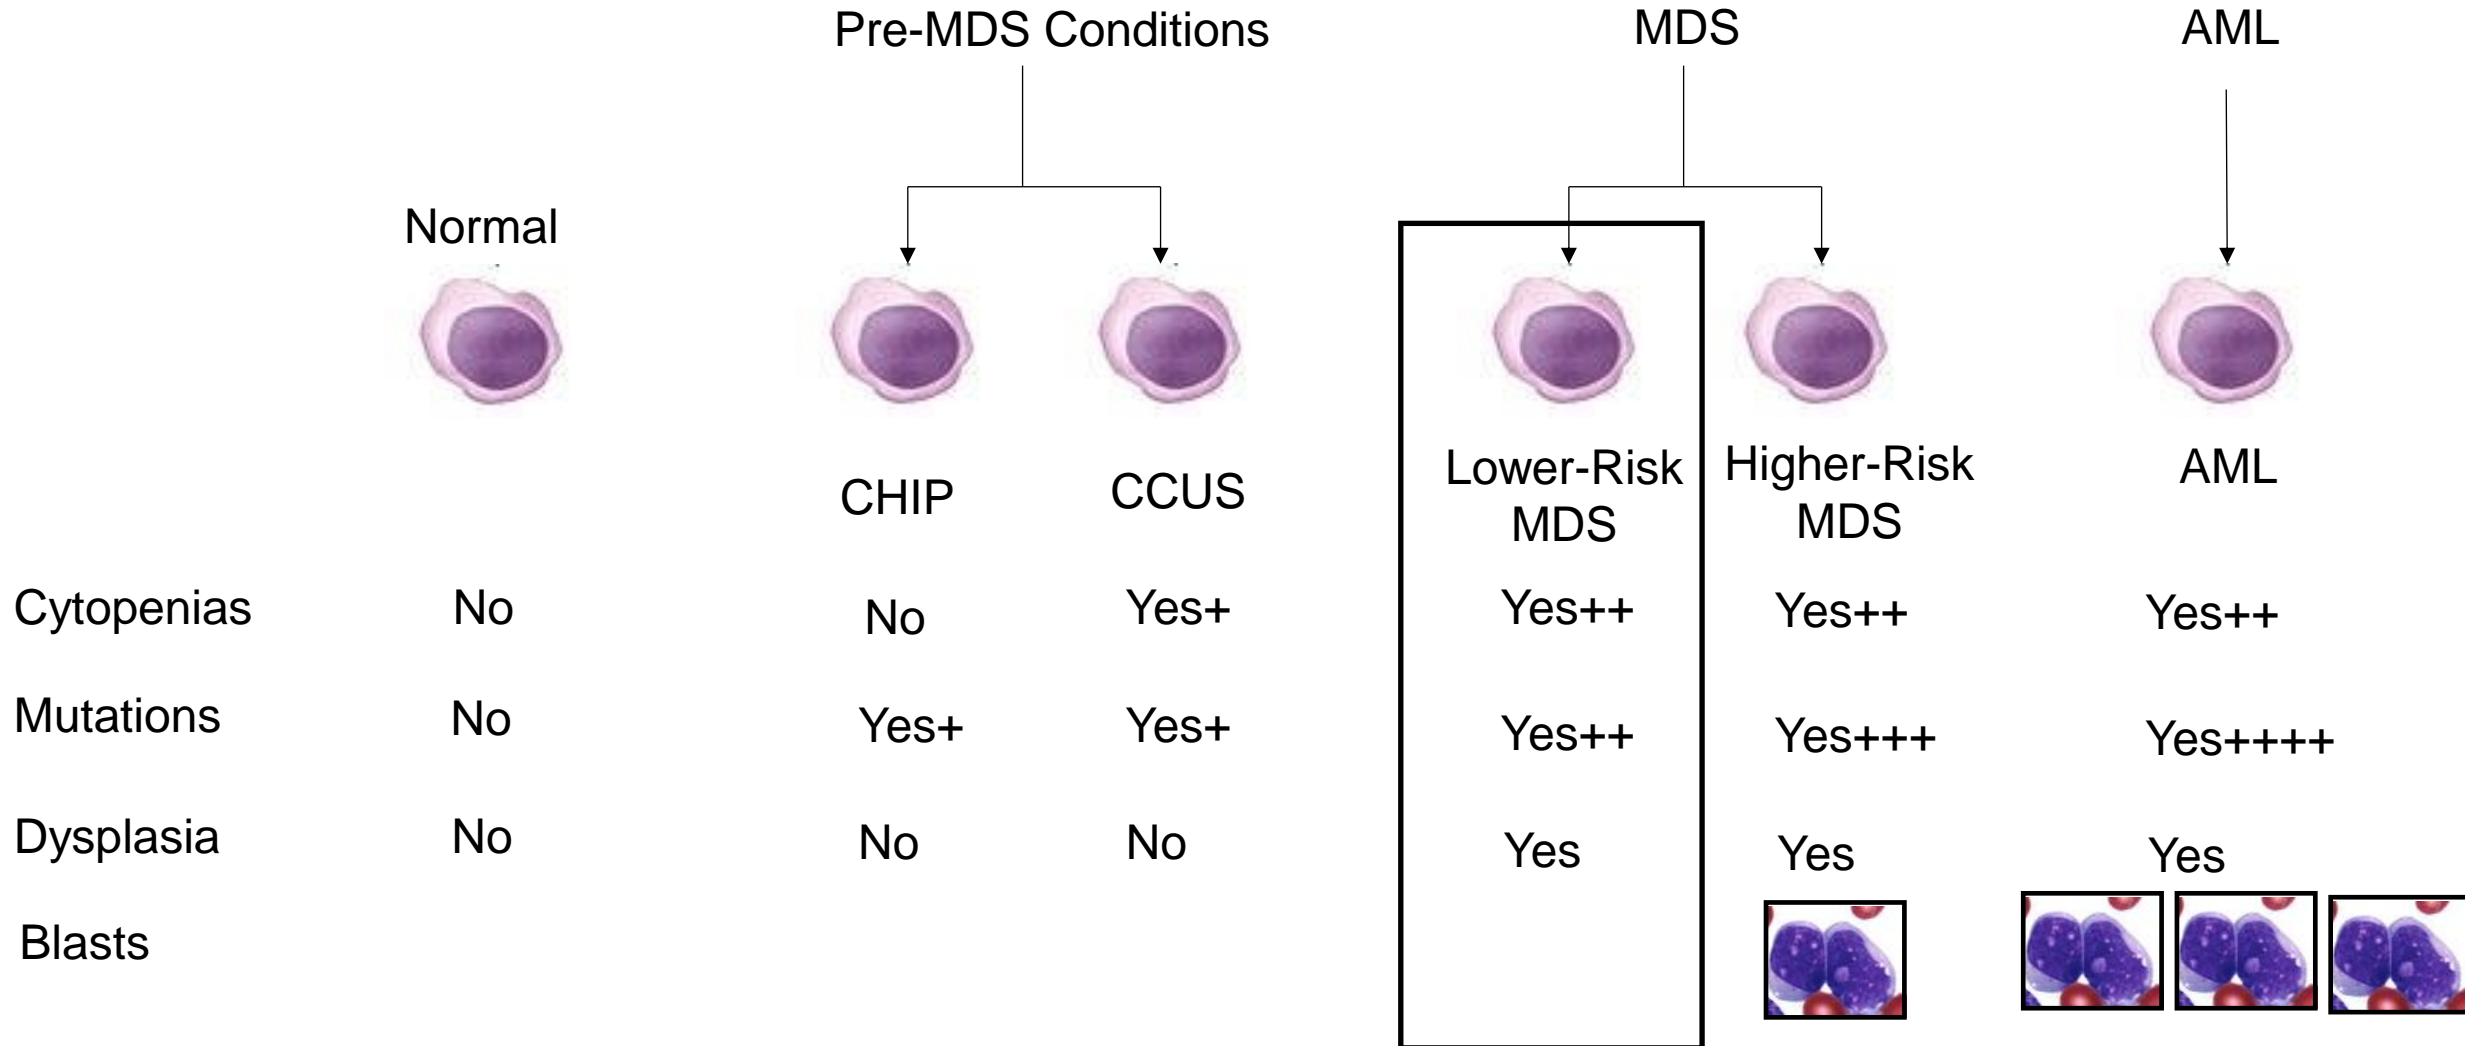 Pre-MDS Conditions
MDS
AML
Normal
CHIP
CCUS
Lower-Risk
MDS
Higher-Risk
MDS
AML
Cytopenias No No Yes+ Yes++ Yes++ Yes++
Mutations No Yes+ Yes+ Yes++ Yes+++ Yes++++
Dysplasia No No No Yes Yes Yes
Blasts